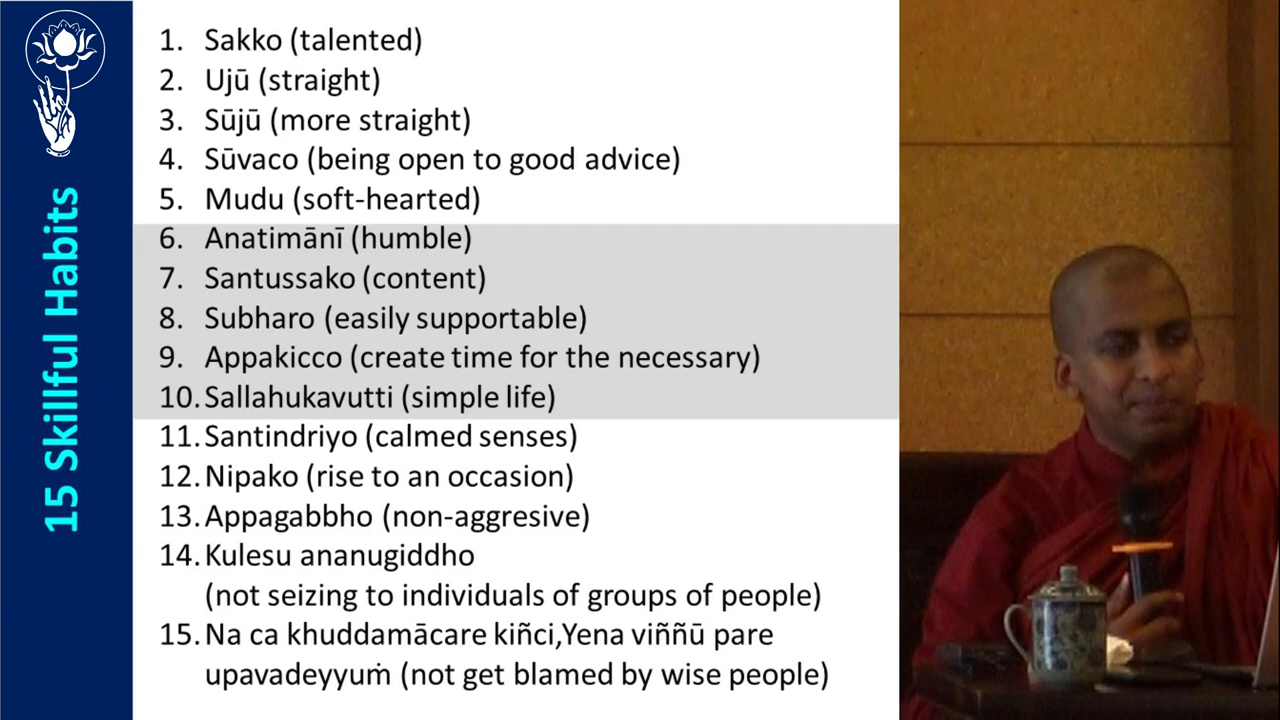 15 Skillful Habits
1. Sakko (talented)
2. Ujū (straight)
3. Sūjū (more straight)
4. Sūvaco (being open to good advice)
5. Mudu (soft-hearted)
6. Anatimānī (humble)
7. Santussako (content)
8. Subharo (easily supportable)
9. Appakicco (create time for the necessary)
10. Sallahukavutti (simple life)
11. Santindriyo (calmed senses)
12. Nipako (rise to an occasion)
13. Appagabbho (non-aggresive)
14. Kulesu ananugiddho
(not seizing to individuals of groups of people)
15. Na ca khuddamācare kiñci,Yena viññū pare
upavadeyyuṁ (not get blamed by wise people)